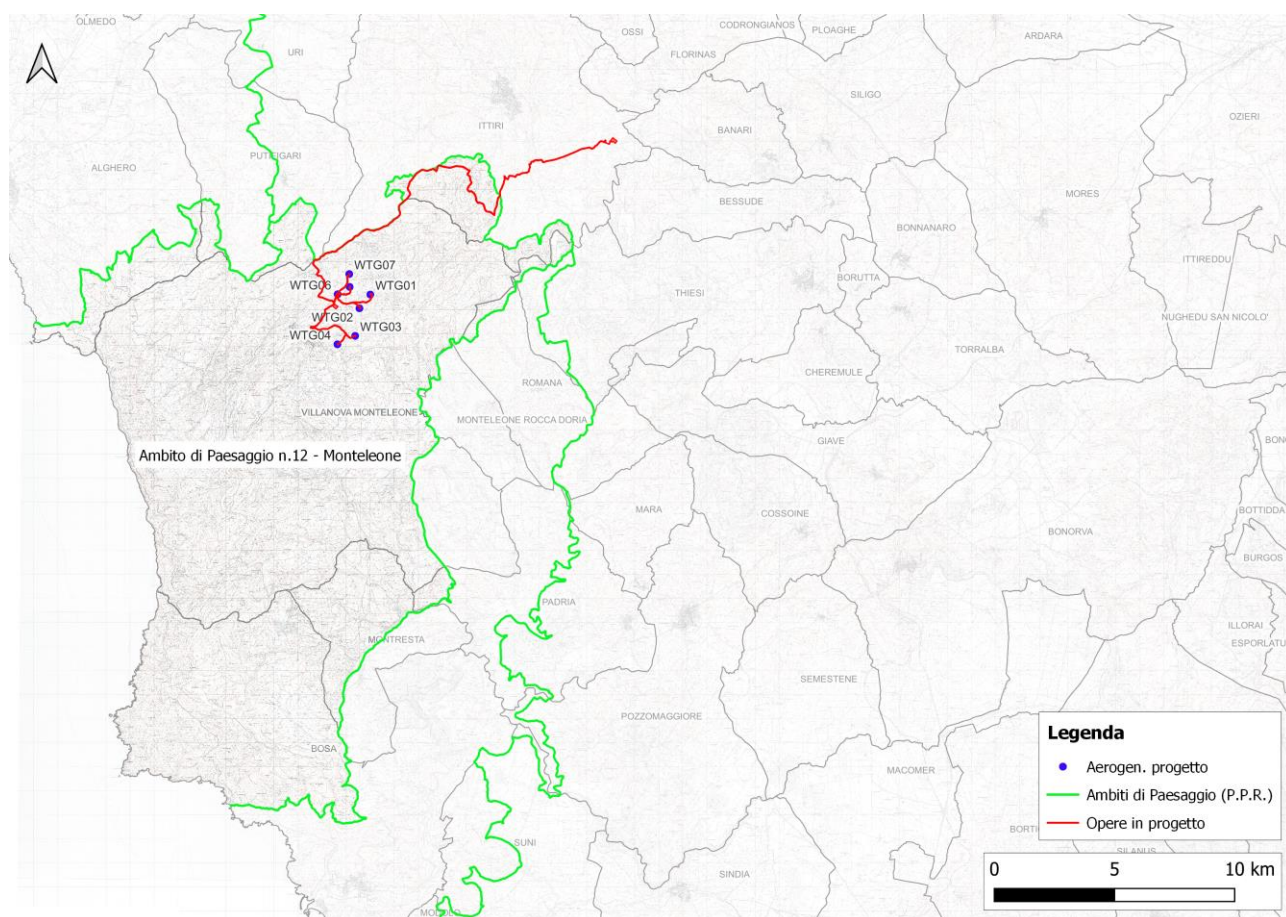 OLMEDO
URI
OSSI
CODRONGIANOS
PLOAGHE
FLORINAS
ARDARA
SILIGO
OZIERI
ITTIRI
BANARI
PUTIFIGARI
ALGHERO
MORES
BESSUDE
BONNANARO
ITTIREDDU
WTG07
WTG06
WTG01
BORUTTA
THIESI
WTG02
WTG03
WTG04
NUGHEDU SAN NICOLO'
TORRALBA
CHEREMULE
ROMANA
VILLANOVA MONTELEONE
MONTELEONE ROCCA DORIA
GIAVE
Ambito di Paesaggio n.12 - Monteleone
MARA
COSSOINE
BONORVA
BOTTIDDA
BURGOS
PADRIA
ILLORAI
MONTRESTA
ESPORLATU
SEMESTENE
POZZOMAGGIORE
BOSA
MACOMER
SUNI
SINDIA
SILANUS
Legenda
Aerogen. progetto
Ambiti di Paesaggio (P.P.R.)
Opere in progetto
0 5 10 km